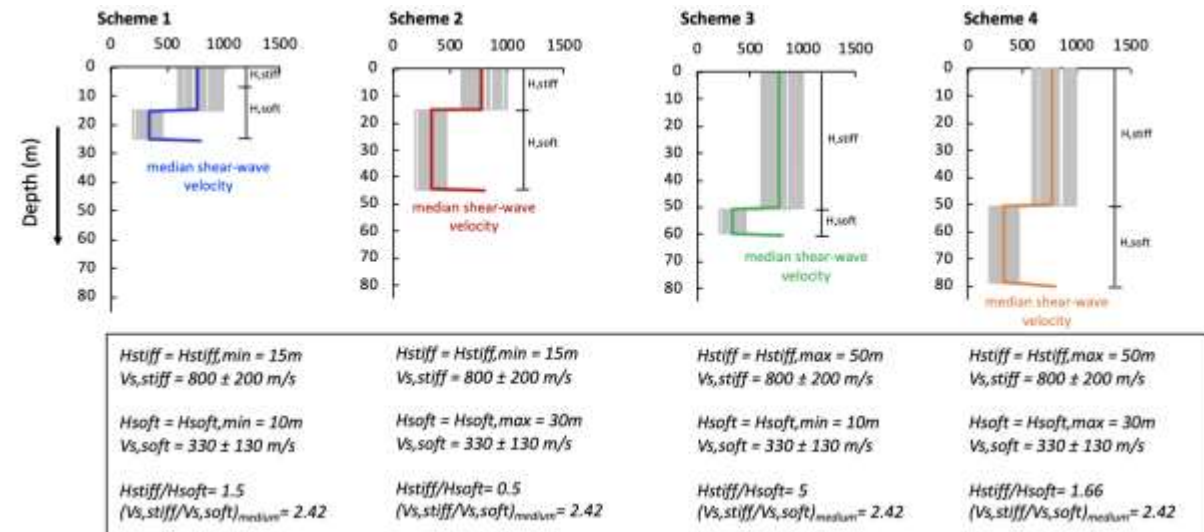 Scheme 1
0 500 1000 1500
0
10
20
30
40
50
60
70
80
Depth (m)
H,stiff
H,soft
median shear-wave
velocity
Scheme 2
0 500 1000 1500
0
10
20
30
40
50
60
70
80
H,stiff
H,soft
median shear-wave
velocity
Scheme 3
0 500 1000 1500
0
10
20
30
40
50
60
70
80
H,stiff
H,soft
median shear-wave
velocity
Scheme 4
0 500 1000 1500
0
10
20
30
40
50
60
70
80
H,stiff
H,soft
median shear-wave
velocity
Hstiff = Hstiff,min = 15m
Vs,stiff = 800 ± 200 m/s
Hsoft = Hsoft,min = 10m
Vs,soft = 330 ± 130 m/s
Hstiff/Hsoft= 1.5
(Vs,stiff/Vs,soft)medium= 2.42
Hstiff = Hstiff,min = 15m
Vs,stiff = 800 ± 200 m/s
Hsoft = Hsoft,max = 30m
Vs,soft = 330 ± 130 m/s
Hstiff/Hsoft= 0.5
(Vs,stiff/Vs,soft)medium= 2.42
Hstiff = Hstiff,max = 50m
Vs,stiff = 800 ± 200 m/s
Hsoft = Hsoft,min = 10m
Vs,soft = 330 ± 130 m/s
Hstiff/Hsoft= 5
(Vs,stiff/Vs,soft)medium= 2.42
Hstiff = Hstiff,max = 50m
Vs,stiff = 800 ± 200 m/s
Hsoft = Hsoft,max = 30m
Vs,soft = 330 ± 130 m/s
Hstiff/Hsoft= 1.66
(Vs,stiff/Vs,soft)medium= 2.42